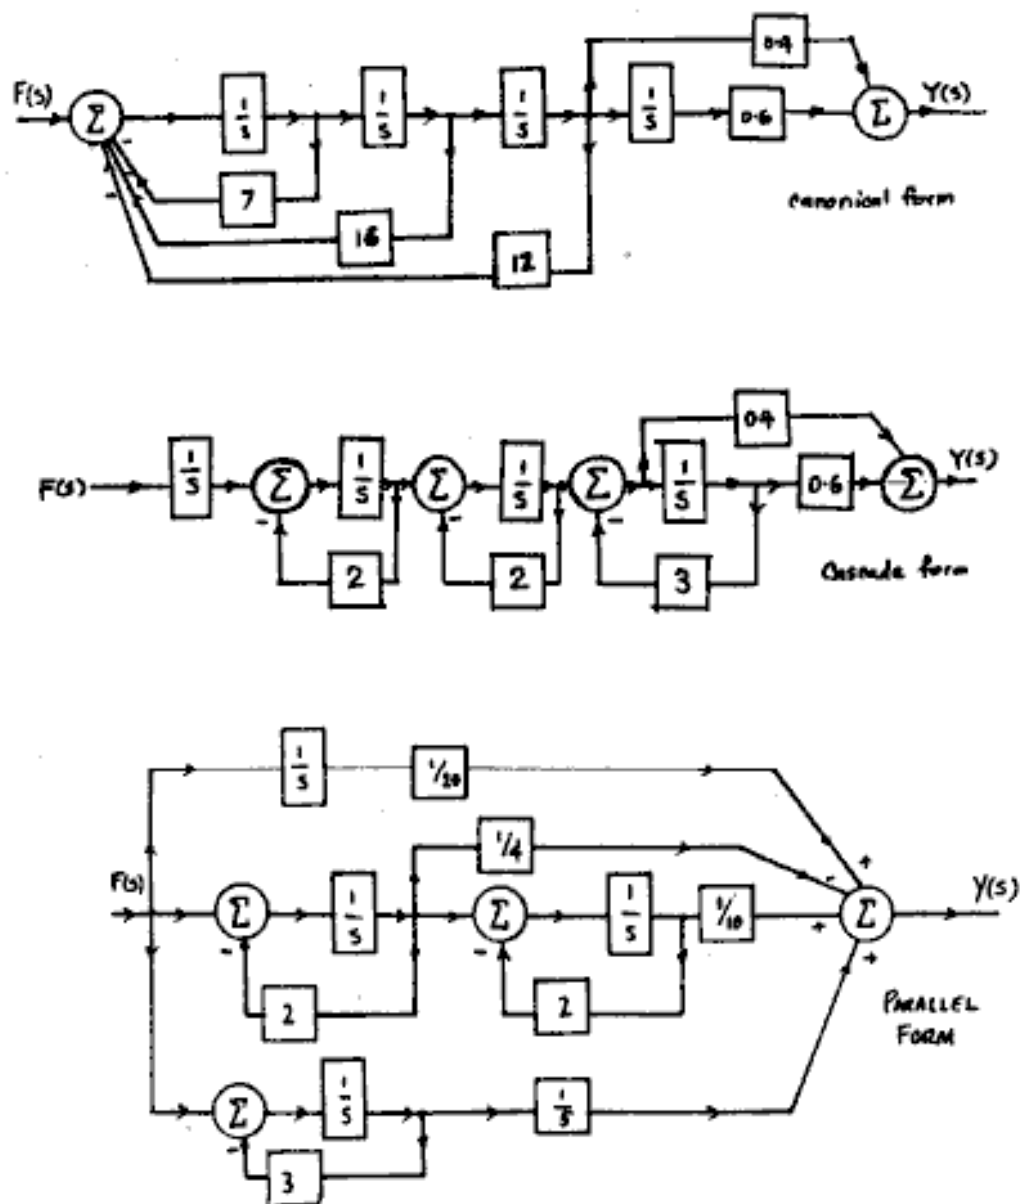 0.4
F(s) Σ 1/s 1/s 1/s 1/s 0.6 Σ Y(s)
- 7
- 16
- 12
canonical form
0.4
F(s) 1/s Σ 1/s Σ 1/s Σ 1/s 0.6 Σ Y(s)
- 2 - 2 - 3
Cascade form
1/s 1/20
1/4 +
F(s) Σ 1/s Σ 1/s 1/10 - Σ Y(s)
- 2 - 2 + +
PARALLEL
FORM
Σ 1/s 1/5
- 3